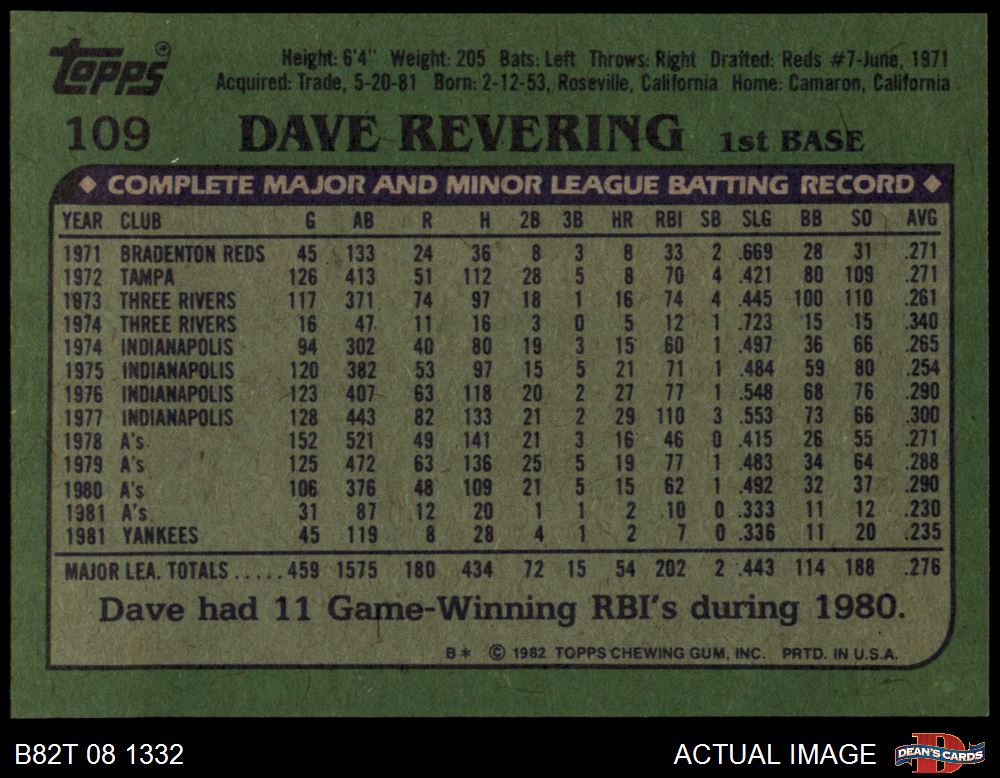 Topps® Height: 6'4" Weight: 205 Bats: Left Throws: Right Drafted: Reds #7-June, 1971
Acquired: Trade, 5-20-81 Born: 2-12-53, Roseville, California Home: Camaron, California
109 DAVE REVERING 1st BASE
◆ COMPLETE MAJOR AND MINOR LEAGUE BATTING RECORD ◆
YEAR CLUB G AB R H 2B 3B HR RBI SB SLG BB SO AVG
1971 BRADENTON REDS 45 133 24 36 8 3 8 33 2 .669 28 31 .271
1972 TAMPA 126 413 51 112 28 5 8 70 4 .421 80 109 .271
1973 THREE RIVERS 117 371 74 97 18 1 16 74 4 .445 100 110 .261
1974 THREE RIVERS 16 47 11 16 3 0 5 12 1 .723 15 15 .340
1974 INDIANAPOLIS 94 302 40 80 19 3 15 60 1 .497 36 66 .265
1975 INDIANAPOLIS 120 382 53 97 15 5 21 71 1 .484 59 80 .254
1976 INDIANAPOLIS 123 407 63 118 20 2 27 77 1 .548 68 76 .290
1977 INDIANAPOLIS 128 443 82 133 21 2 29 110 3 .553 73 66 .300
1978 A's 152 521 49 141 21 3 16 46 0 .415 26 55 .271
1979 A's 125 472 63 136 25 5 19 77 1 .483 34 64 .288
1980 A's 106 376 48 109 21 5 15 62 1 .492 32 37 .290
1981 A's 31 87 12 20 1 1 2 10 0 .333 11 12 .230
1981 YANKEES 45 119 8 28 4 1 2 7 0 .336 11 20 .235
MAJOR LEA. TOTALS ..... 459 1575 180 434 72 15 54 202 2 .443 114 188 .276
Dave had 11 Game-Winning RBI's during 1980.
B* © 1982 TOPPS CHEWING GUM, INC. PRTD. IN U.S.A.
B82T 08 1332 ACTUAL IMAGE DEAN'S CARDS